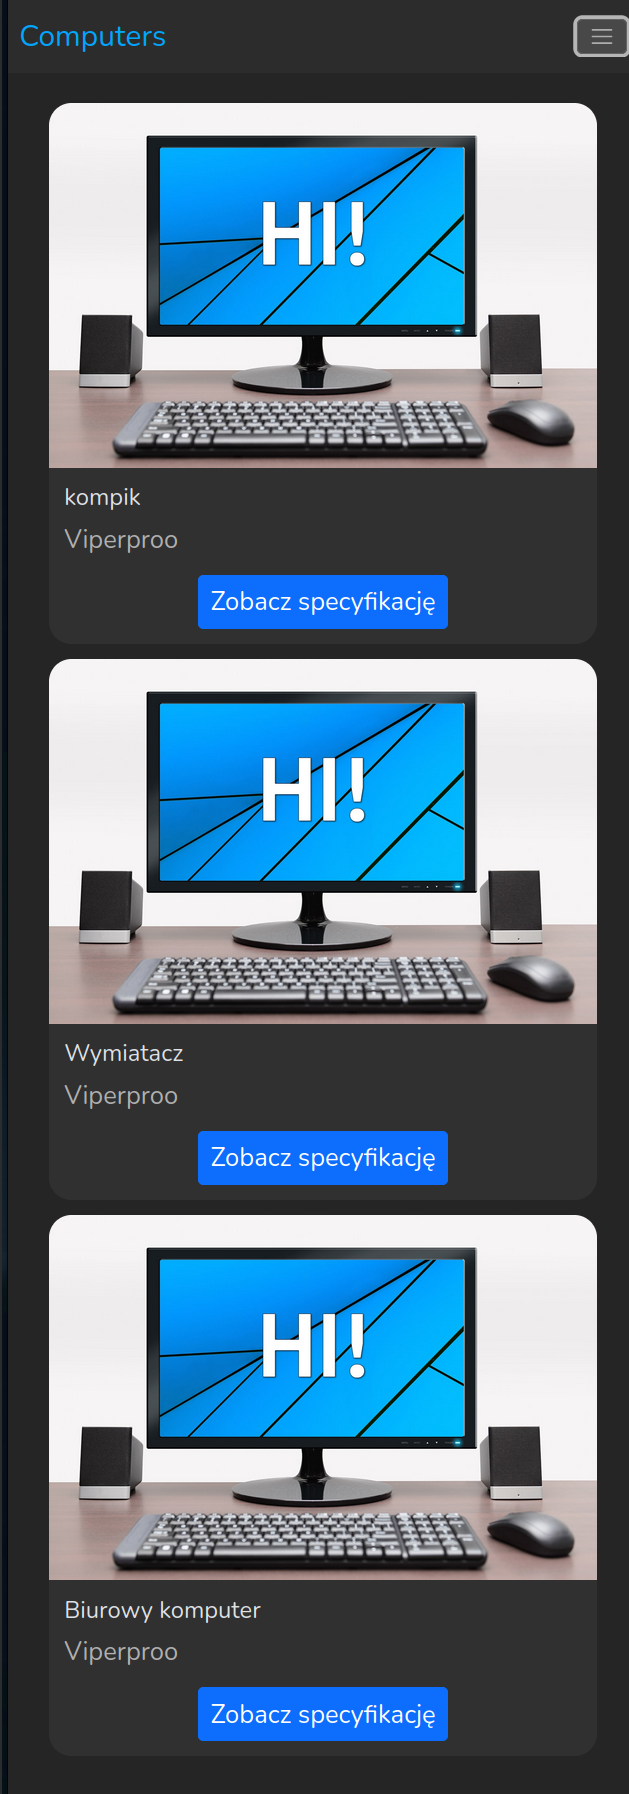 Computers
HI!
kompik
Viperproo
Zobacz specyfikację
HI!
Wymiatacz
Viperproo
Zobacz specyfikację
HI!
Biurowy komputer
Viperproo
Zobacz specyfikację